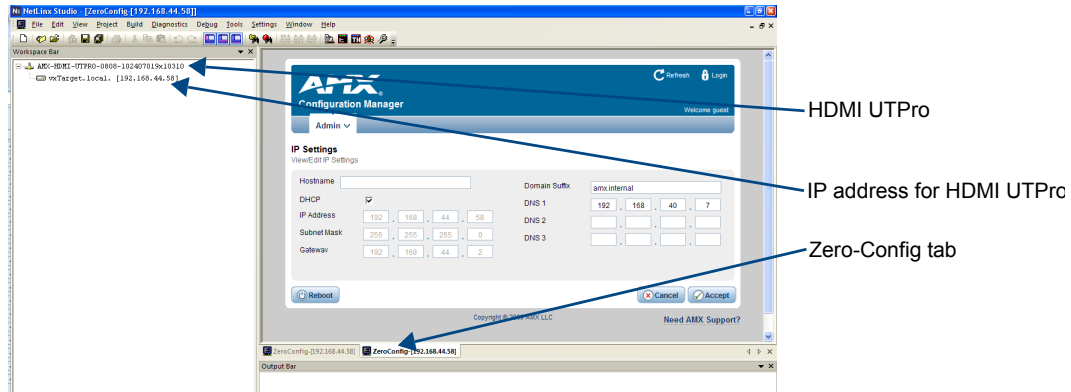 NetLinx Studio - [ZeroConfig-[192.168.44.58]]
File Edit View Project Build Diagnostics Debug Tools Settings Window Help
Workspace Bar
AMX-HDMI-UTPRO-0808-102407019x10310
vxTarget.local. [192.168.44.58]
AMX
Configuration Manager
Refresh Login
Welcome guest
Admin
IP Settings
View/Edit IP Settings
Hostname
DHCP
IP Address 192 . 168 . 44 . 58
Subnet Mask 255 . 255 . 255 . 0
Gateway 192 . 168 . 44 . 2
Domain Suffix amx.internal
DNS 1 192 . 168 . 40 . 7
DNS 2
DNS 3
Reboot
Cancel Accept
Copyright © AMX LLC
Need AMX Support?
ZeroConfig-[192.168.44.58] ZeroConfig-[192.168.44.58]
Output Bar
HDMI UTPro
IP address for HDMI UTPro
Zero-Config tab